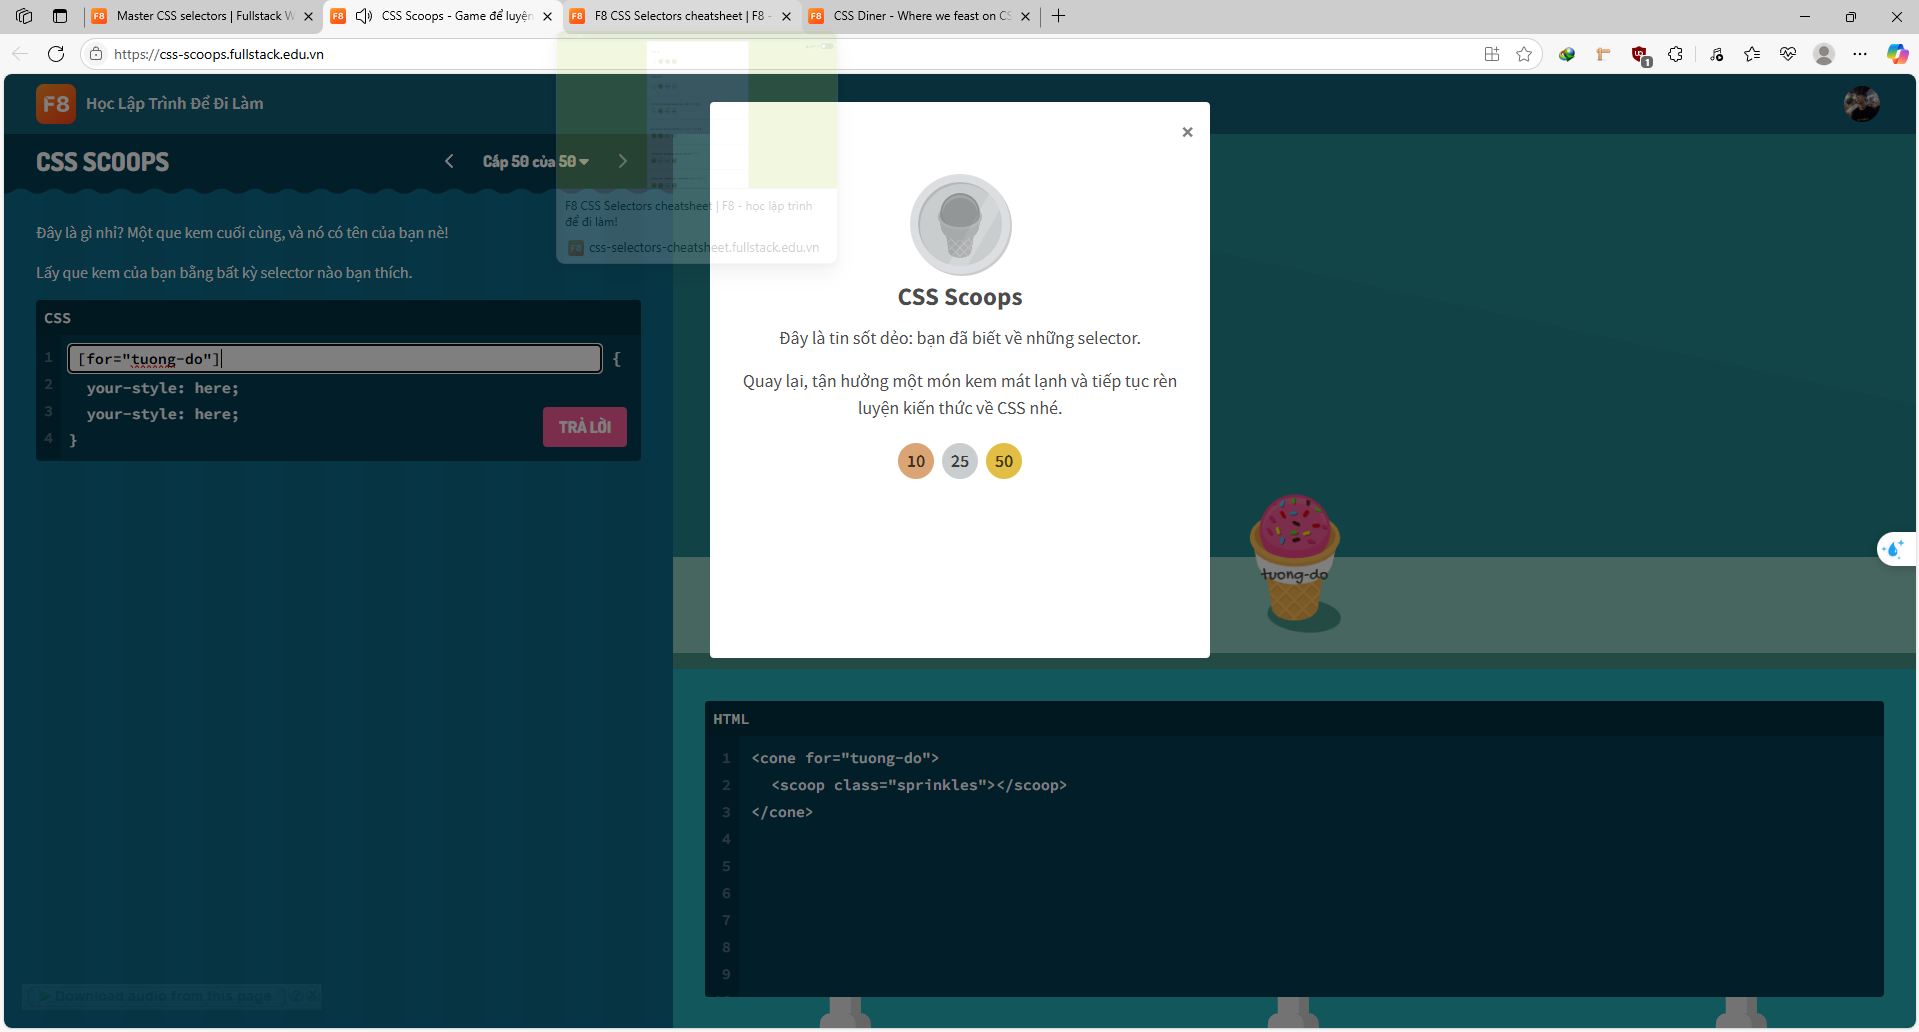 Master CSS selectors | Fullstack W
CSS Scoops - Game để luyện
F8 CSS Selectors cheatsheet | F8 -
CSS Diner - Where we feast on CS
https://css-scoops.fullstack.edu.vn
1
F8
Học Lập Trình Để Đi Làm
CSS SCOOPS
Cấp 50 của 50
F8 CSS Selectors cheatsheet | F8 - học lập trình
để đi làm!
css-selectors-cheatsheet.fullstack.edu.vn
Đây là gì nhỉ? Một que kem cuối cùng, và nó có tên của bạn nè!
Lấy que kem của bạn bằng bất kỳ selector nào bạn thích.
CSS
1 [for="tuong-do"] {
2 your-style: here;
3 your-style: here;
4 }
TRẢ LỜI
×
CSS Scoops
Đây là tin sốt dẻo: bạn đã biết về những selector.
Quay lại, tận hưởng một món kem mát lạnh và tiếp tục rèn
luyện kiến thức về CSS nhé.
10 25 50
tuong-do
HTML
1 <cone for="tuong-do">
2 <scoop class="sprinkles"></scoop>
3 </cone>
4
5
6
7
8
9
Download audio from this page ? X